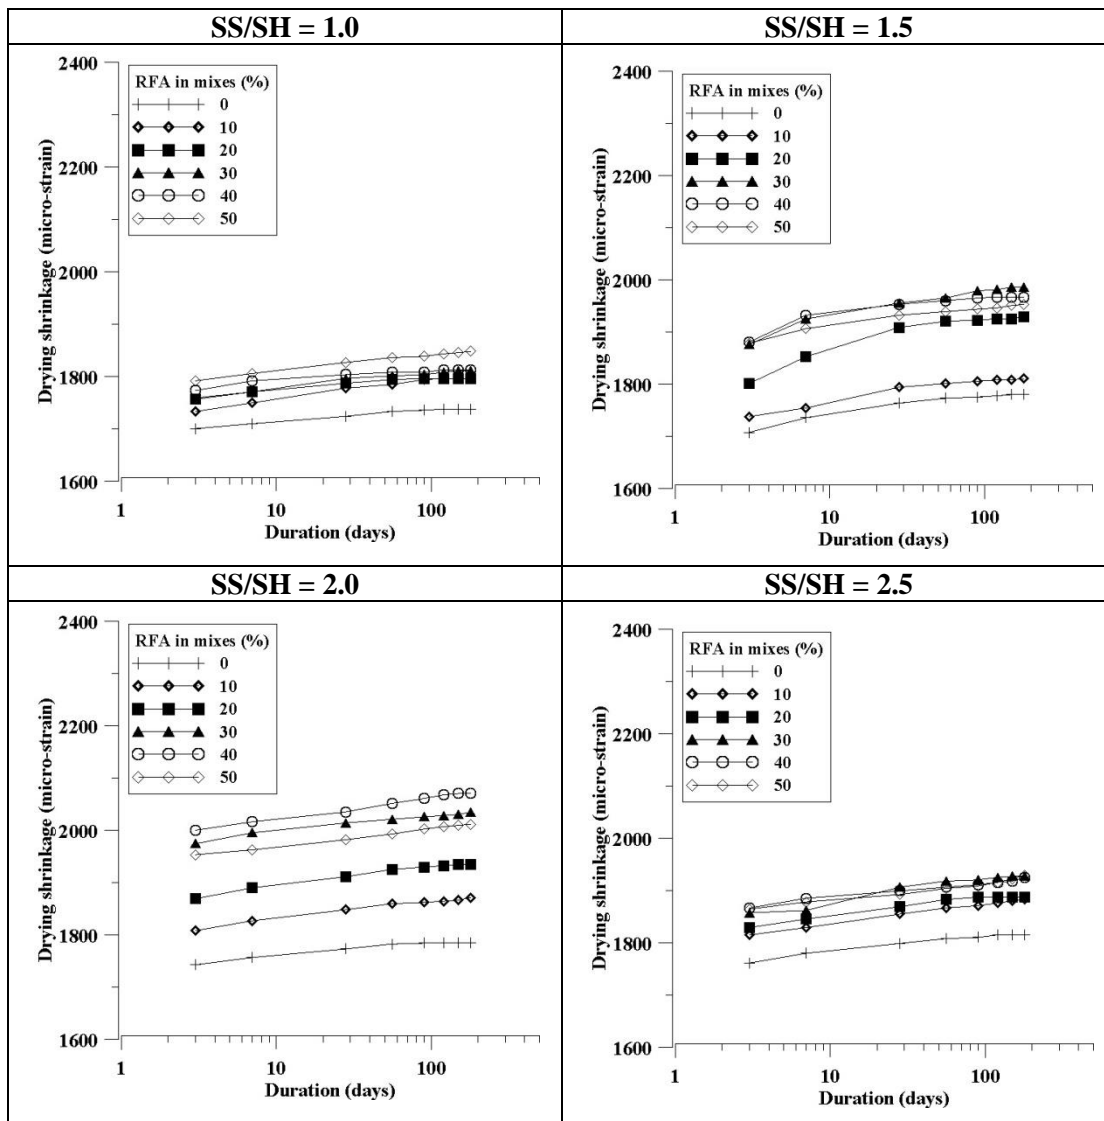 SS/SH = 1.0
2400
2200
2000
1800
1600
Drying shrinkage (micro-strain)
RFA in mixes (%)
0
10
20
30
40
50
1 10 100
Duration (days)
SS/SH = 1.5
2400
2200
2000
1800
1600
Drying shrinkage (micro-strain)
RFA in mixes (%)
0
10
20
30
40
50
1 10 100
Duration (days)
SS/SH = 2.0
2400
2200
2000
1800
1600
Drying shrinkage (micro-strain)
RFA in mixes (%)
0
10
20
30
40
50
1 10 100
Duration (days)
SS/SH = 2.5
2400
2200
2000
1800
1600
Drying shrinkage (micro-strain)
RFA in mixes (%)
0
10
20
30
40
50
1 10 100
Duration (days)